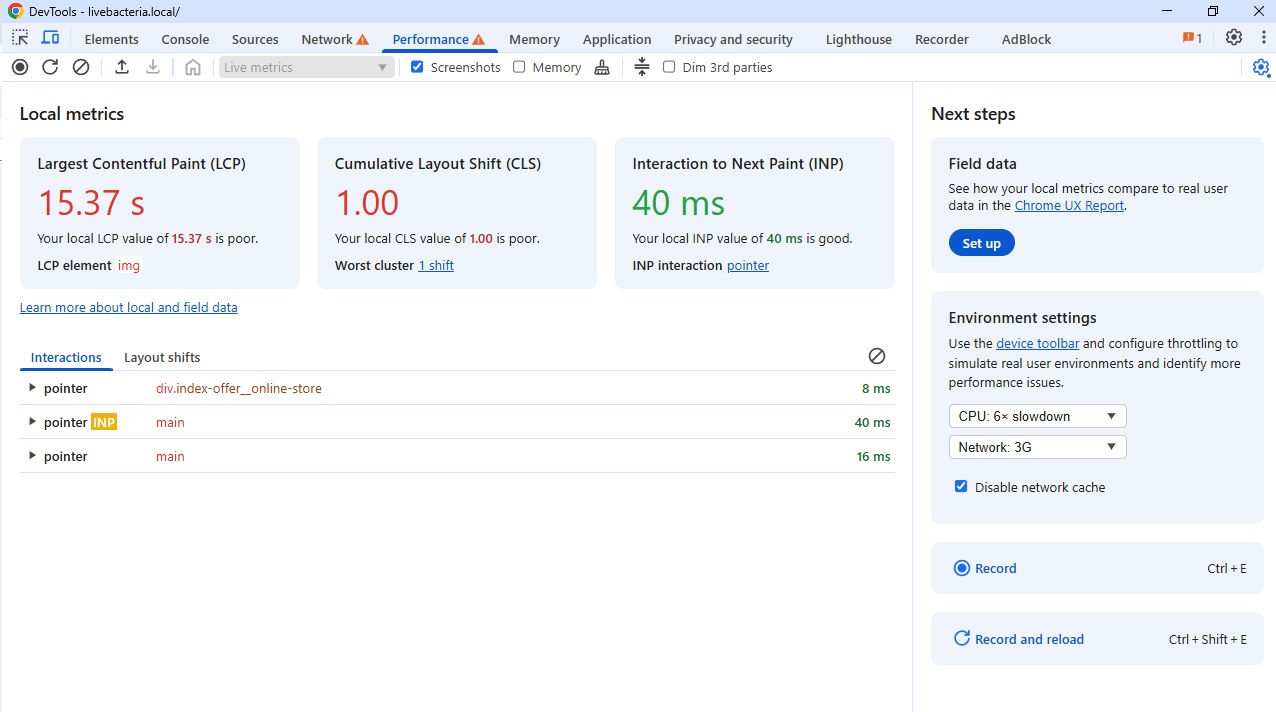 DevTools - livebacteria.local/
Elements Console Sources Network Performance Memory Application Privacy and security Lighthouse Recorder AdBlock 1
Live metrics Screenshots Memory Dim 3rd parties
Local metrics
Largest Contentful Paint (LCP)
15.37 s
Your local LCP value of 15.37 s is poor.
LCP element img
Cumulative Layout Shift (CLS)
1.00
Your local CLS value of 1.00 is poor.
Worst cluster 1 shift
Interaction to Next Paint (INP)
40 ms
Your local INP value of 40 ms is good.
INP interaction pointer
Learn more about local and field data
Interactions Layout shifts
pointer div.index-offer__online-store 8 ms
pointer INP main 40 ms
pointer main 16 ms
Next steps
Field data
See how your local metrics compare to real user
data in the Chrome UX Report.
Set up
Environment settings
Use the device toolbar and configure throttling to
simulate real user environments and identify more
performance issues.
CPU: 6× slowdown
Network: 3G
Disable network cache
Record Ctrl + E
Record and reload Ctrl + Shift + E